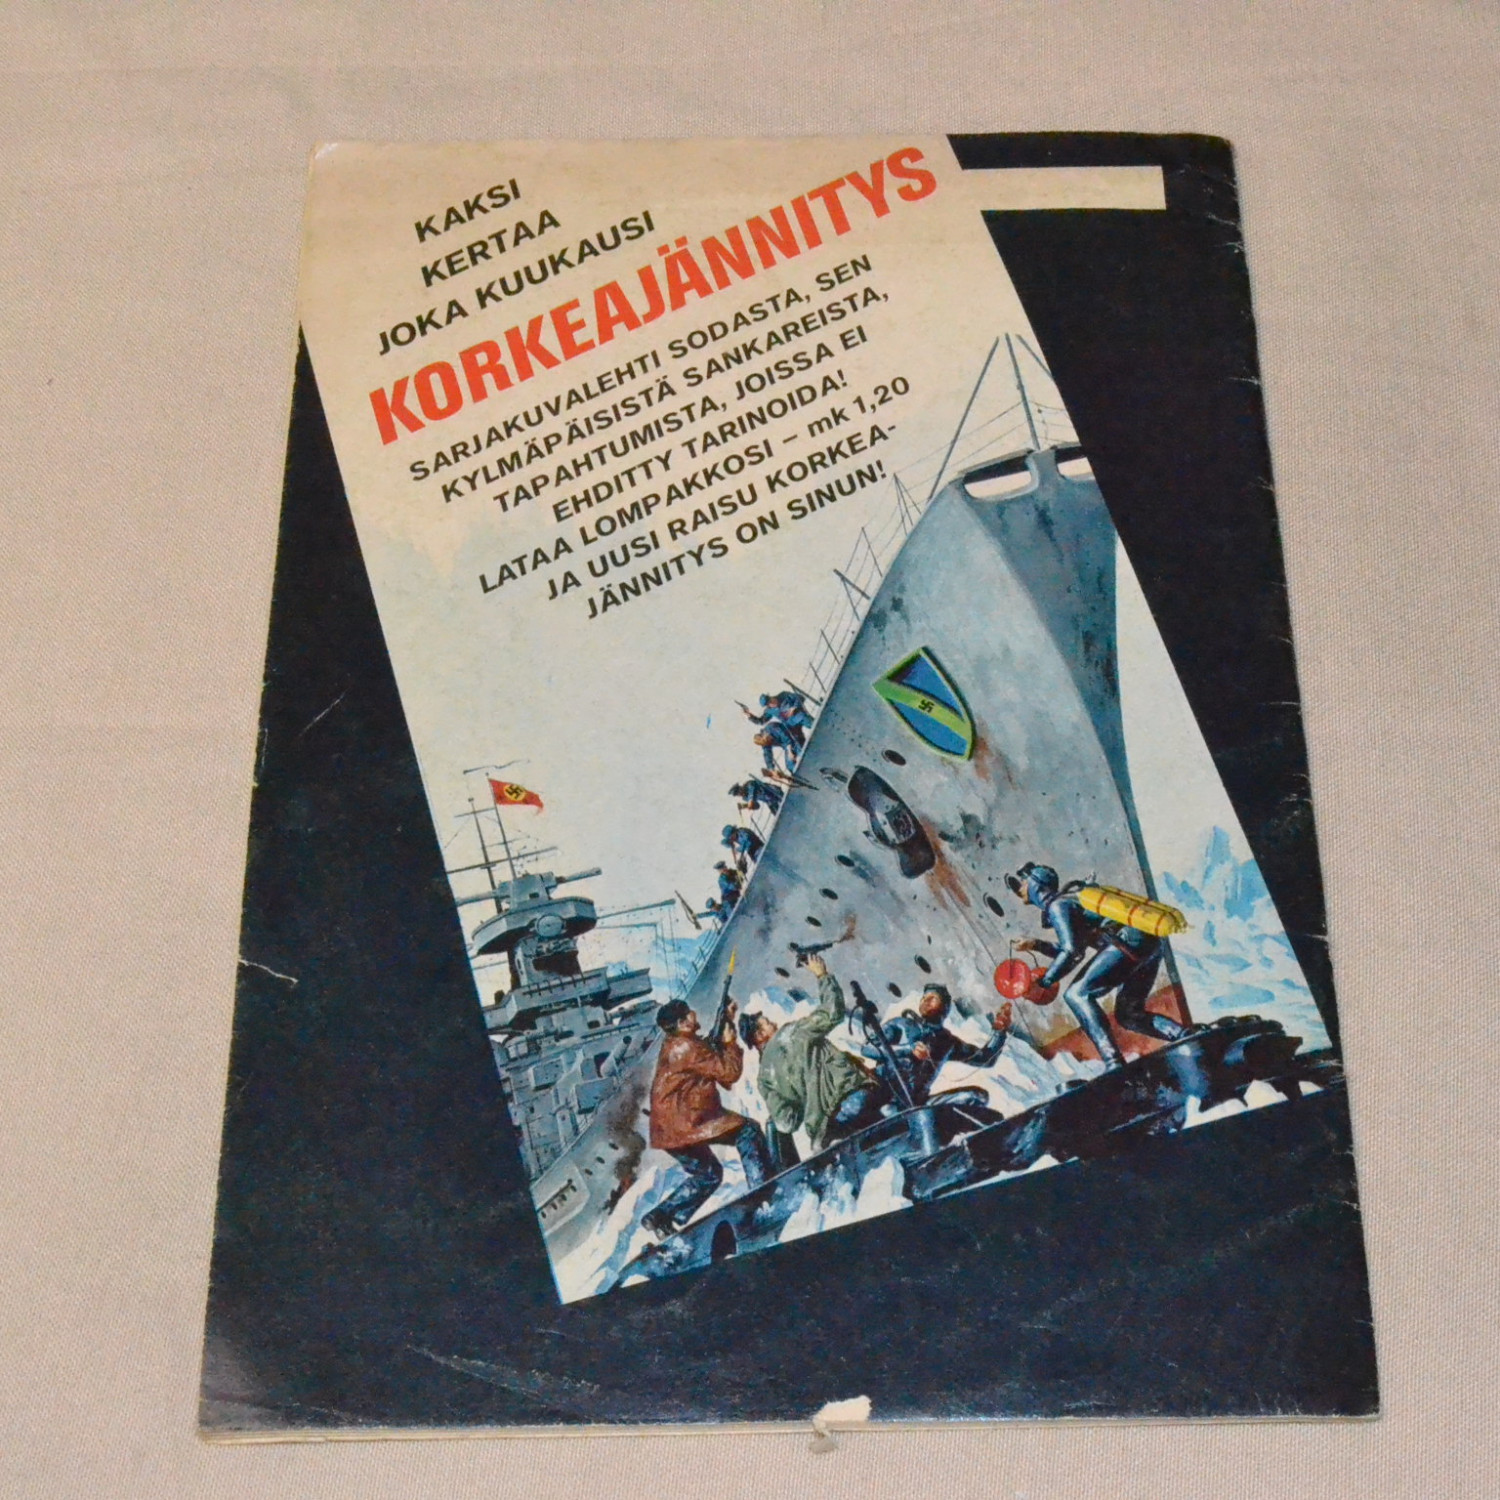 KAKSI
KERTAA
JOKA KUUKAUSI
KORKEAJÄNNITYS
SARJAKUVALEHTI SODASTA, SEN
KYLMÄPÄISISTÄ SANKAREISTA,
TAPAHTUMISTA, JOISSA EI
EHDITTY TARINOIDA!
LATAA LOMPAKKOSI – mk 1,20
JA UUSI RAISU KORKEA-
JÄNNITYS ON SINUN!